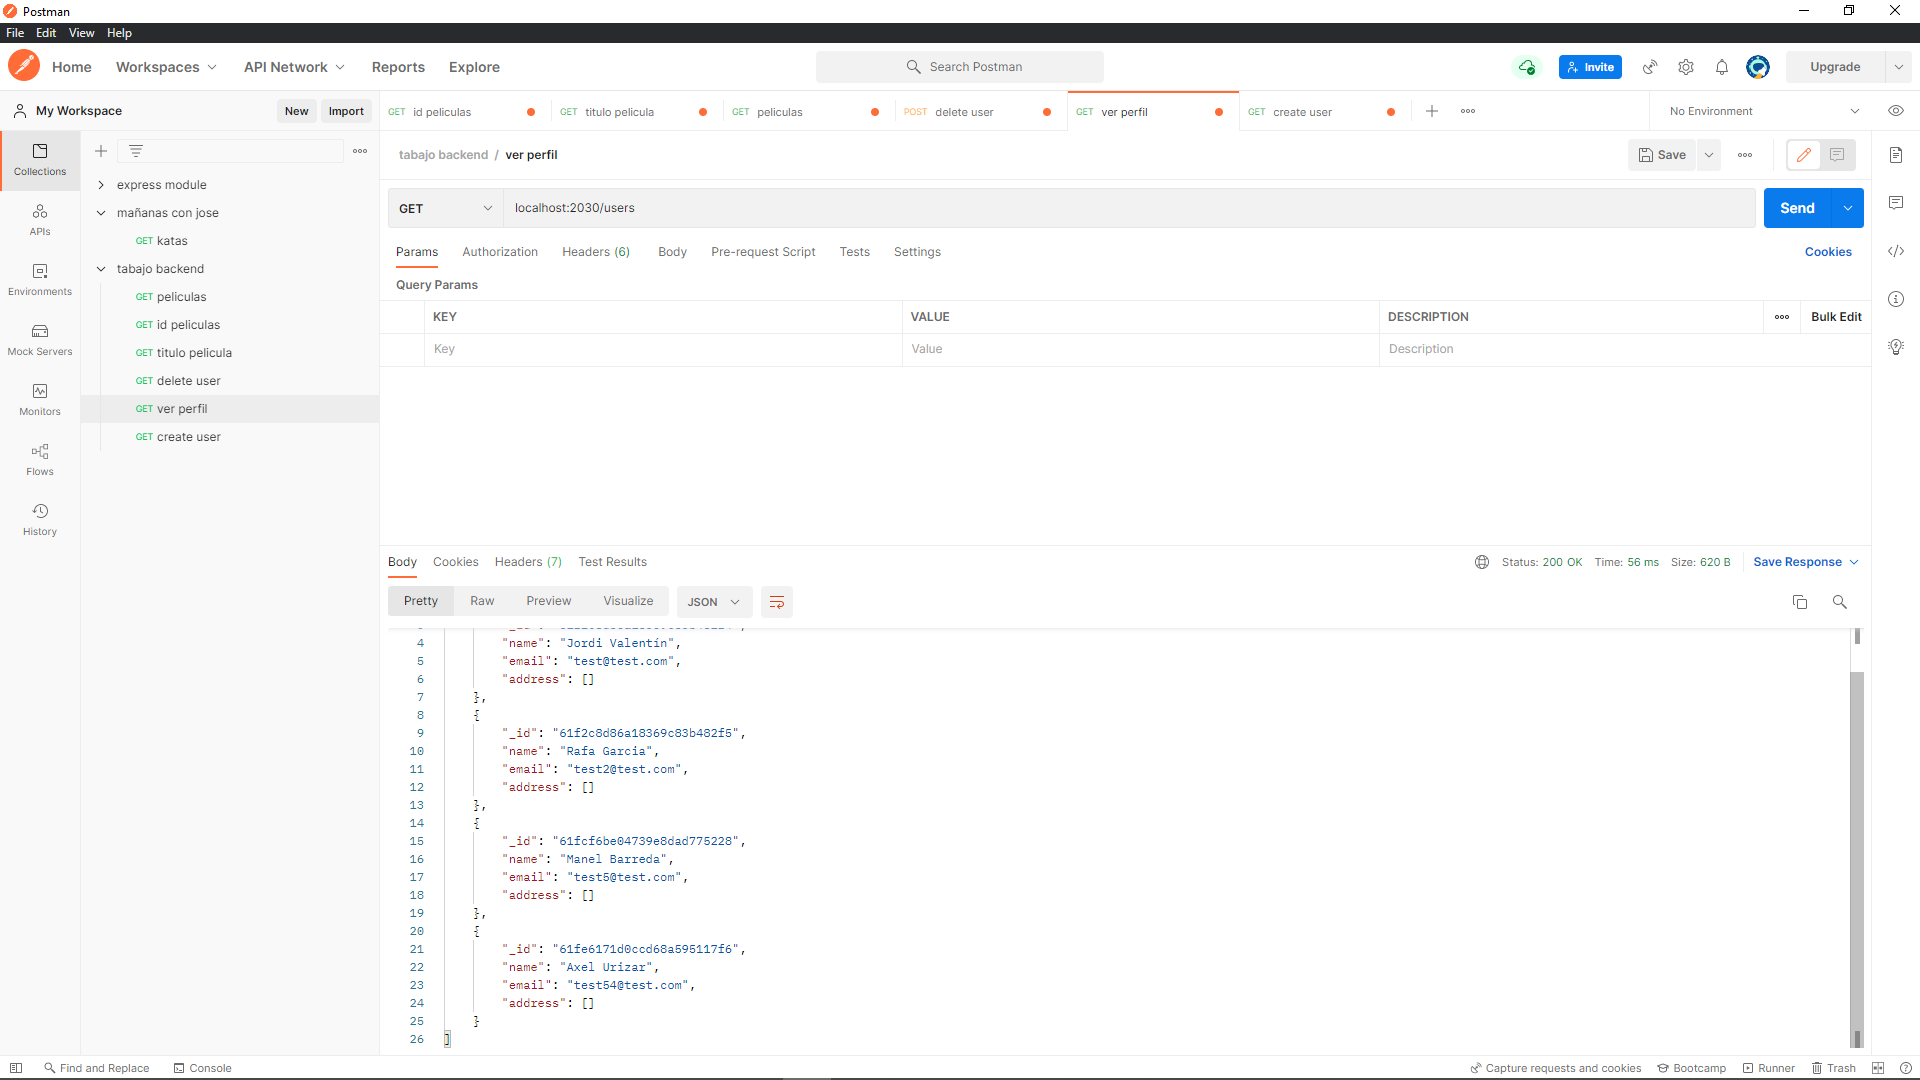 Postman
File Edit View Help
Home Workspaces API Network Reports Explore Search Postman Invite Upgrade
My Workspace New Import
GET id peliculas GET titulo pelicula GET peliculas POST delete user GET ver perfil GET create user No Environment
Collections
APIs
Environments
Mock Servers
Monitors
Flows
History
express module
mañanas con jose
GET katas
tabajo backend
GET peliculas
GET id peliculas
GET titulo pelicula
GET delete user
GET ver perfil
GET create user
tabajo backend / ver perfil Save
GET localhost:2030/users Send
Params Authorization Headers (6) Body Pre-request Script Tests Settings Cookies
Query Params
KEY VALUE DESCRIPTION Bulk Edit
Key Value Description
Body Cookies Headers (7) Test Results Status: 200 OK Time: 56 ms Size: 620 B Save Response
Pretty Raw Preview Visualize JSON
4 "name": "Jordi Valentín",
5 "email": "test@test.com",
6 "address": []
7 },
8 {
9 "_id": "61f2c8d86a18369c83b482f5",
10 "name": "Rafa Garcia",
11 "email": "test2@test.com",
12 "address": []
13 },
14 {
15 "_id": "61fcf6be04739e8dad775228",
16 "name": "Manel Barreda",
17 "email": "test5@test.com",
18 "address": []
19 },
20 {
21 "_id": "61fe6171d0ccd68a595117f6",
22 "name": "Axel Urizar",
23 "email": "test54@test.com",
24 "address": []
25 }
26 ]
Find and Replace Console Capture requests and cookies Bootcamp Runner Trash